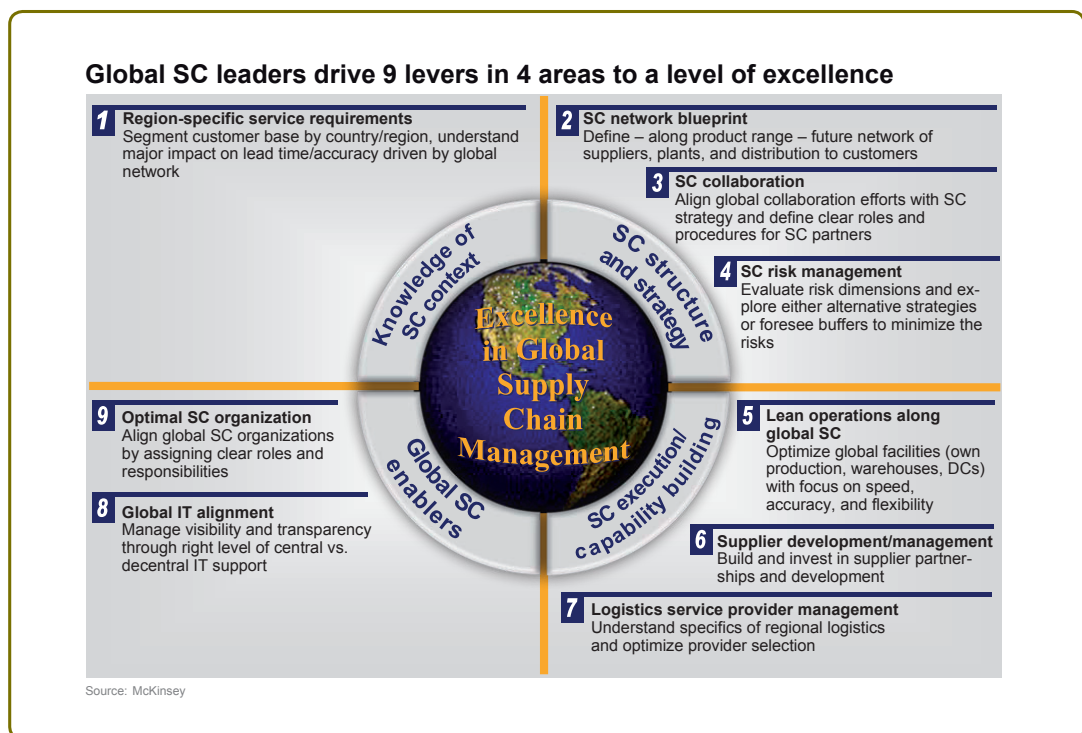 Global SC leaders drive 9 levers in 4 areas to a level of excellence
1 Region-specific service requirements
Segment customer base by country/region, understand
major impact on lead time/accuracy driven by global
network
2 SC network blueprint
Define – along product range – future network of
suppliers, plants, and distribution to customers
3 SC collaboration
Align global collaboration efforts with SC
strategy and define clear roles and
procedures for SC partners
4 SC risk management
Evaluate risk dimensions and ex-
plore either alternative strategies
or foresee buffers to minimize the
risks
Knowledge of
SC context
SC structure
and strategy
Excellence
in Global
Supply
Chain
Management
Global SC
enablers
SC execution/
capability building
5 Lean operations along
global SC
Optimize global facilities (own
production, warehouses, DCs)
with focus on speed,
accuracy, and flexibility
6 Supplier development/management
Build and invest in supplier partner-
ships and development
7 Logistics service provider management
Understand specifics of regional logistics
and optimize provider selection
9 Optimal SC organization
Align global SC organizations
by assigning clear roles and
responsibilities
8 Global IT alignment
Manage visibility and transparency
through right level of central vs.
decentral IT support
Source: McKinsey